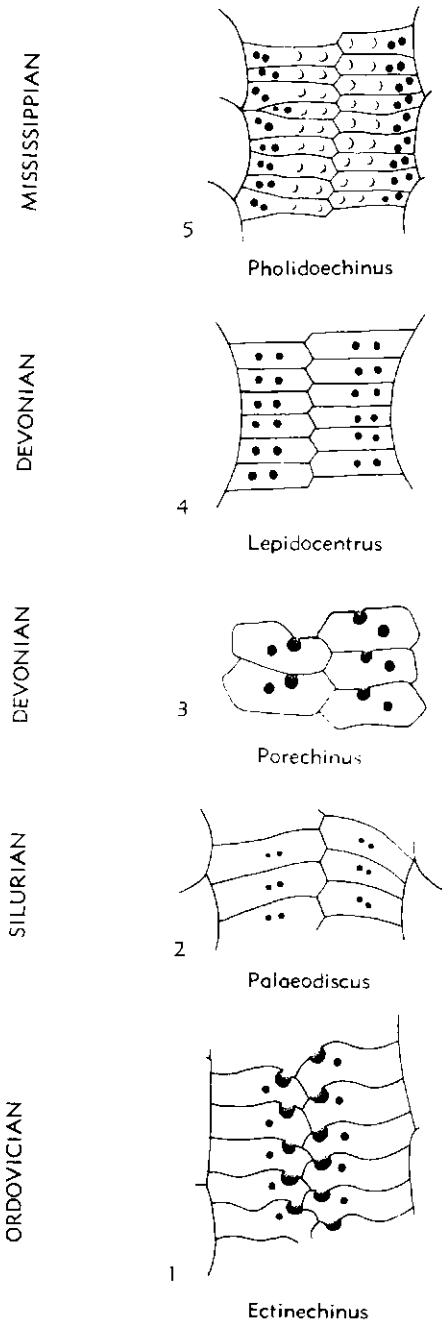 MISSISSIPPIAN
5
Pholidoechinus
DEVONIAN
4
Lepidocentrus
DEVONIAN
3
Porechinus
SILURIAN
2
Palaeodiscus
ORDOVICIAN
1
Ectinechinus